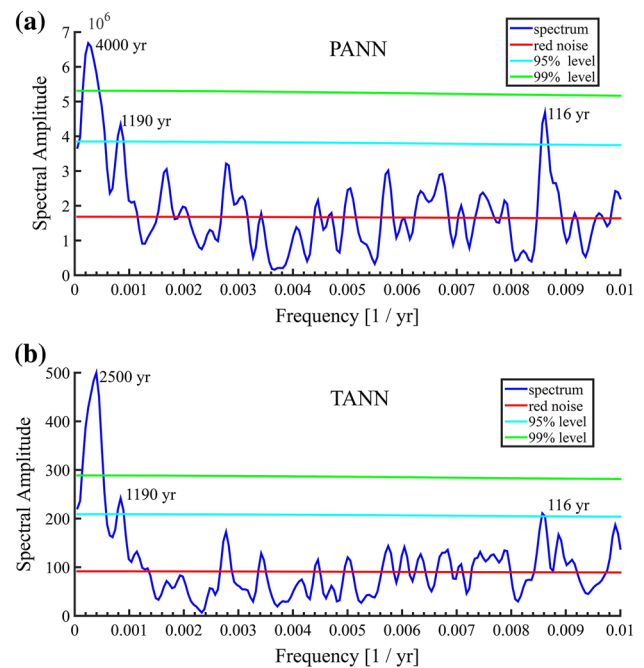 (a)
10^6
7
6
5
4
3
2
1
0
Spectral Amplitude
4000 yr
1190 yr
PANN
116 yr
spectrum
red noise
95%  level
99%  level
0 0.001 0.002 0.003 0.004 0.005 0.006 0.007 0.008 0.009 0.01
Frequency [1 / yr]
(b)
500
400
300
200
100
0
Spectral Amplitude
2500 yr
1190 yr
TANN
116 yr
spectrum
red noise
95% level
99% level
0 0.001 0.002 0.003 0.004 0.005 0.006 0.007 0.008 0.009 0.01
Frequency [1 / yr]